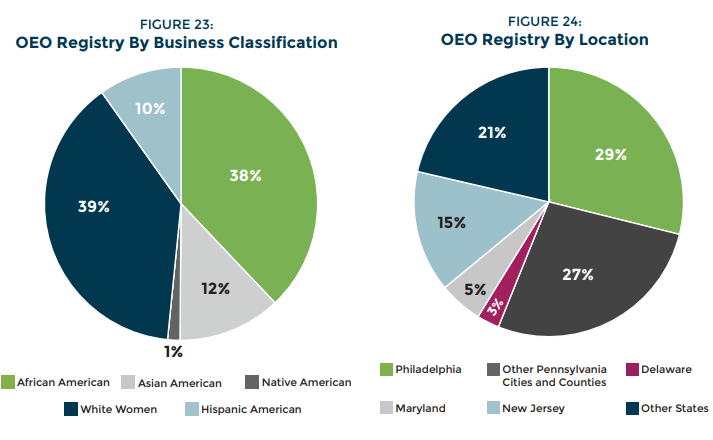 FIGURE 23:
OEO Registry By Business Classification
10%
38%
39%
12%
1%
African American
Asian American
Native American
White Women
Hispanic American
FIGURE 24:
OEO Registry By Location
21%
29%
15%
27%
5%
3%
Philadelphia
Other Pennsylvania
Cities and Counties
Delaware
Maryland
New Jersey
Other States